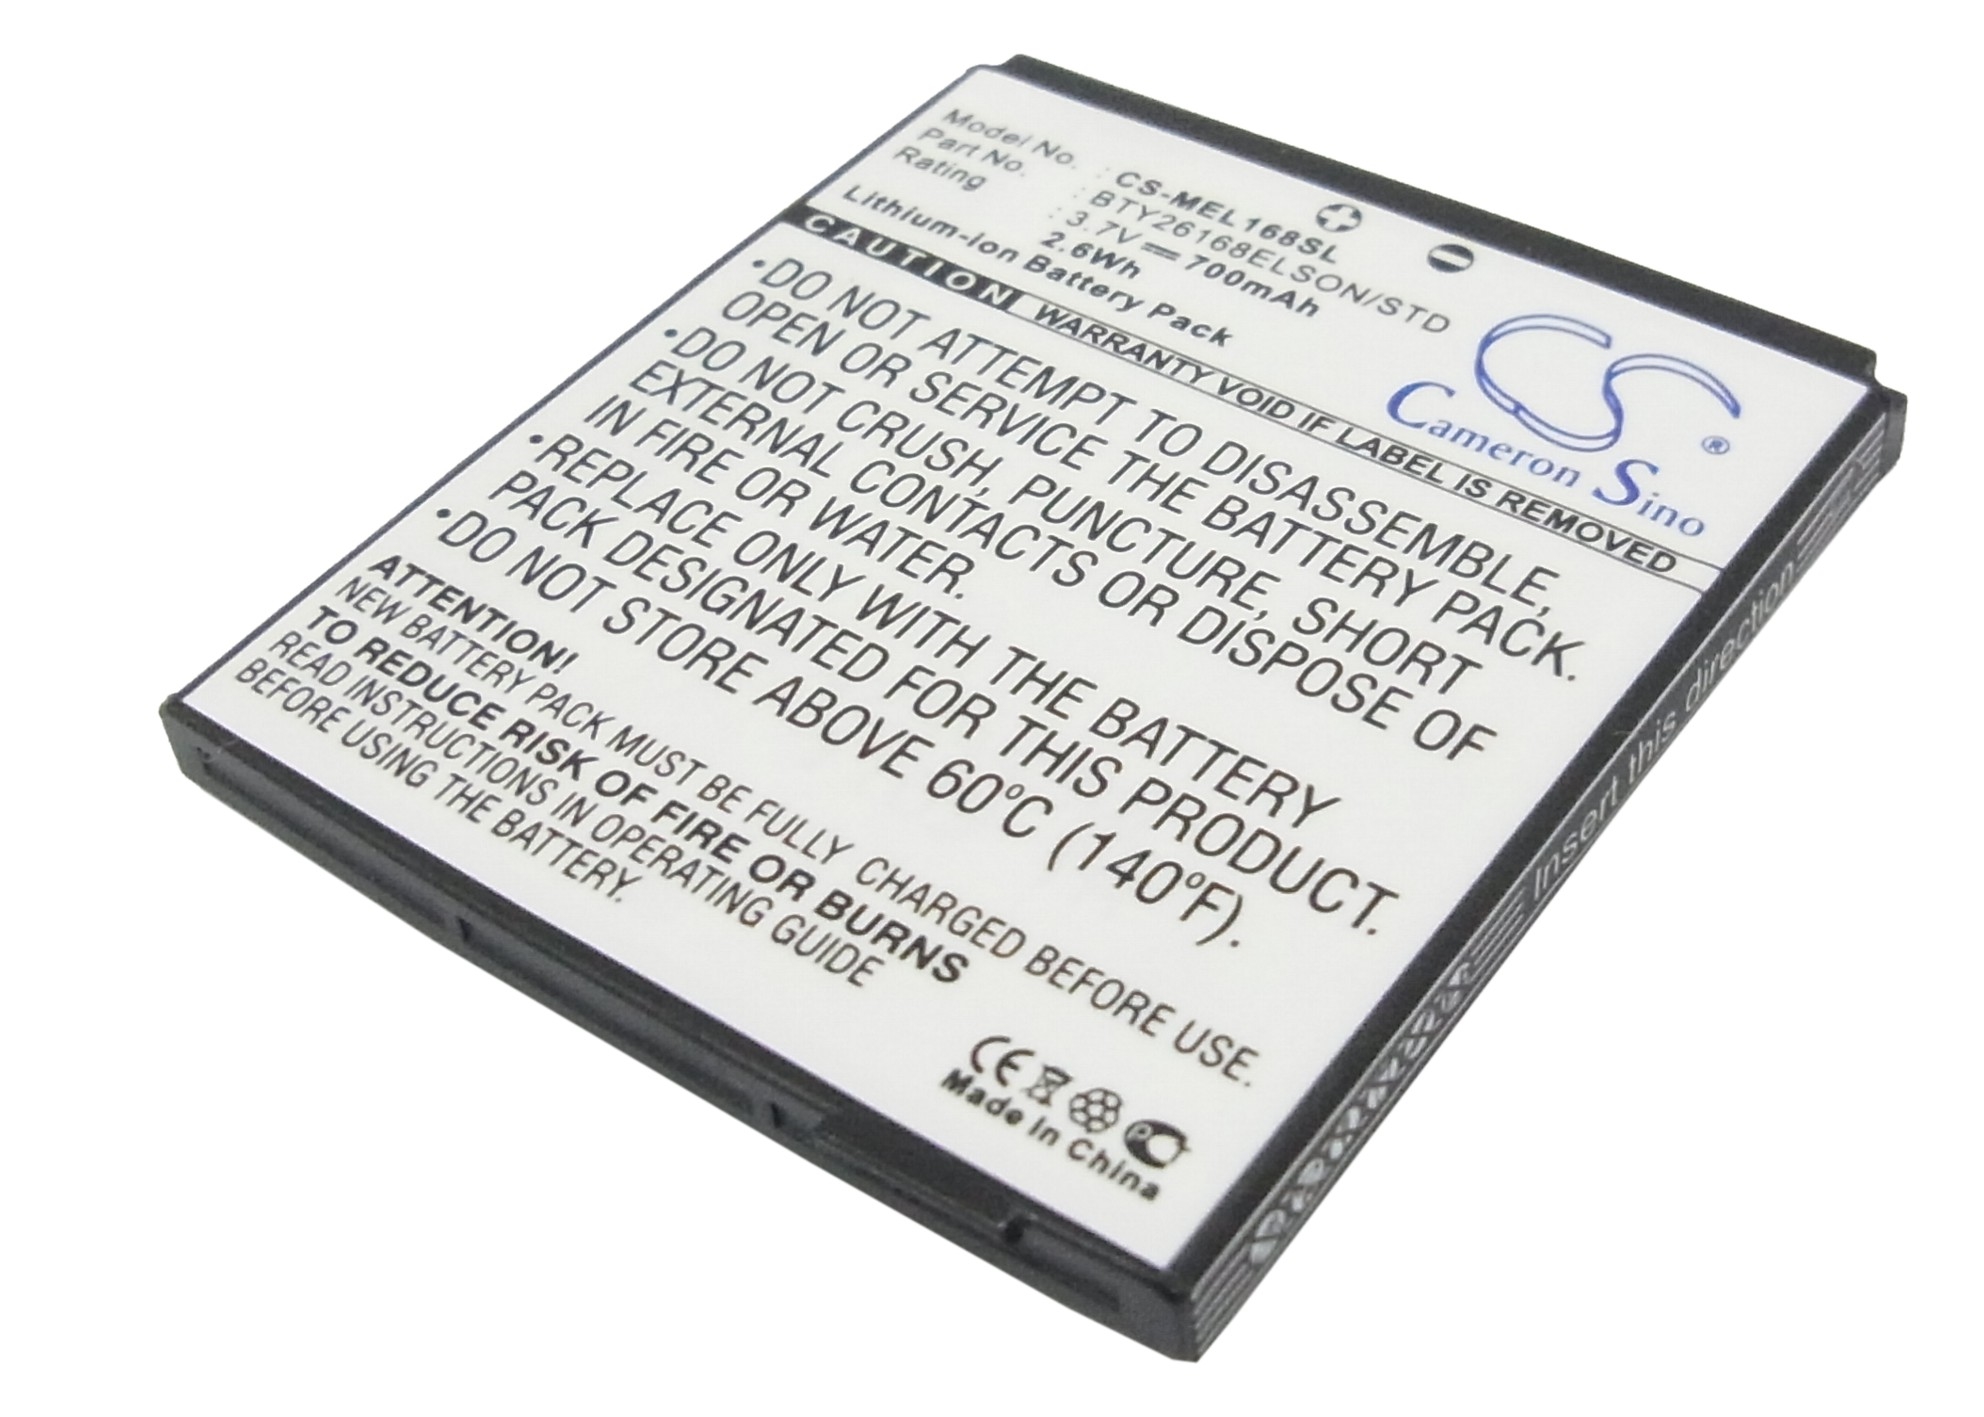 Model No. : CS-MEL168SL
Part No. : BTY26168ELSON/STD
Rating : 3.7V 700mAh
2.6Wh
Lithium-ion Battery Pack
CS ®
Cameron Sino
CAUTION WARRANTY VOID IF LABEL IS REMOVED
•DO NOT ATTEMPT TO DISASSEMBLE,
OPEN OR SERVICE THE BATTERY PACK.
•DO NOT CRUSH, PUNCTURE, SHORT
EXTERNAL CONTACTS OR DISPOSE OF
IN FIRE OR WATER.
•REPLACE ONLY WITH THE BATTERY
PACK DESIGNATED FOR THIS PRODUCT.
•DO NOT STORE ABOVE 60°C (140°F).
ATTENTION!
NEW BATTERY PACK MUST BE FULLY CHARGED BEFORE USE.
TO REDUCE RISK OF FIRE OR BURNS
READ INSTRUCTIONS IN OPERATING GUIDE
BEFORE USING THE BATTERY.
CE
Made in China
Insert this direction